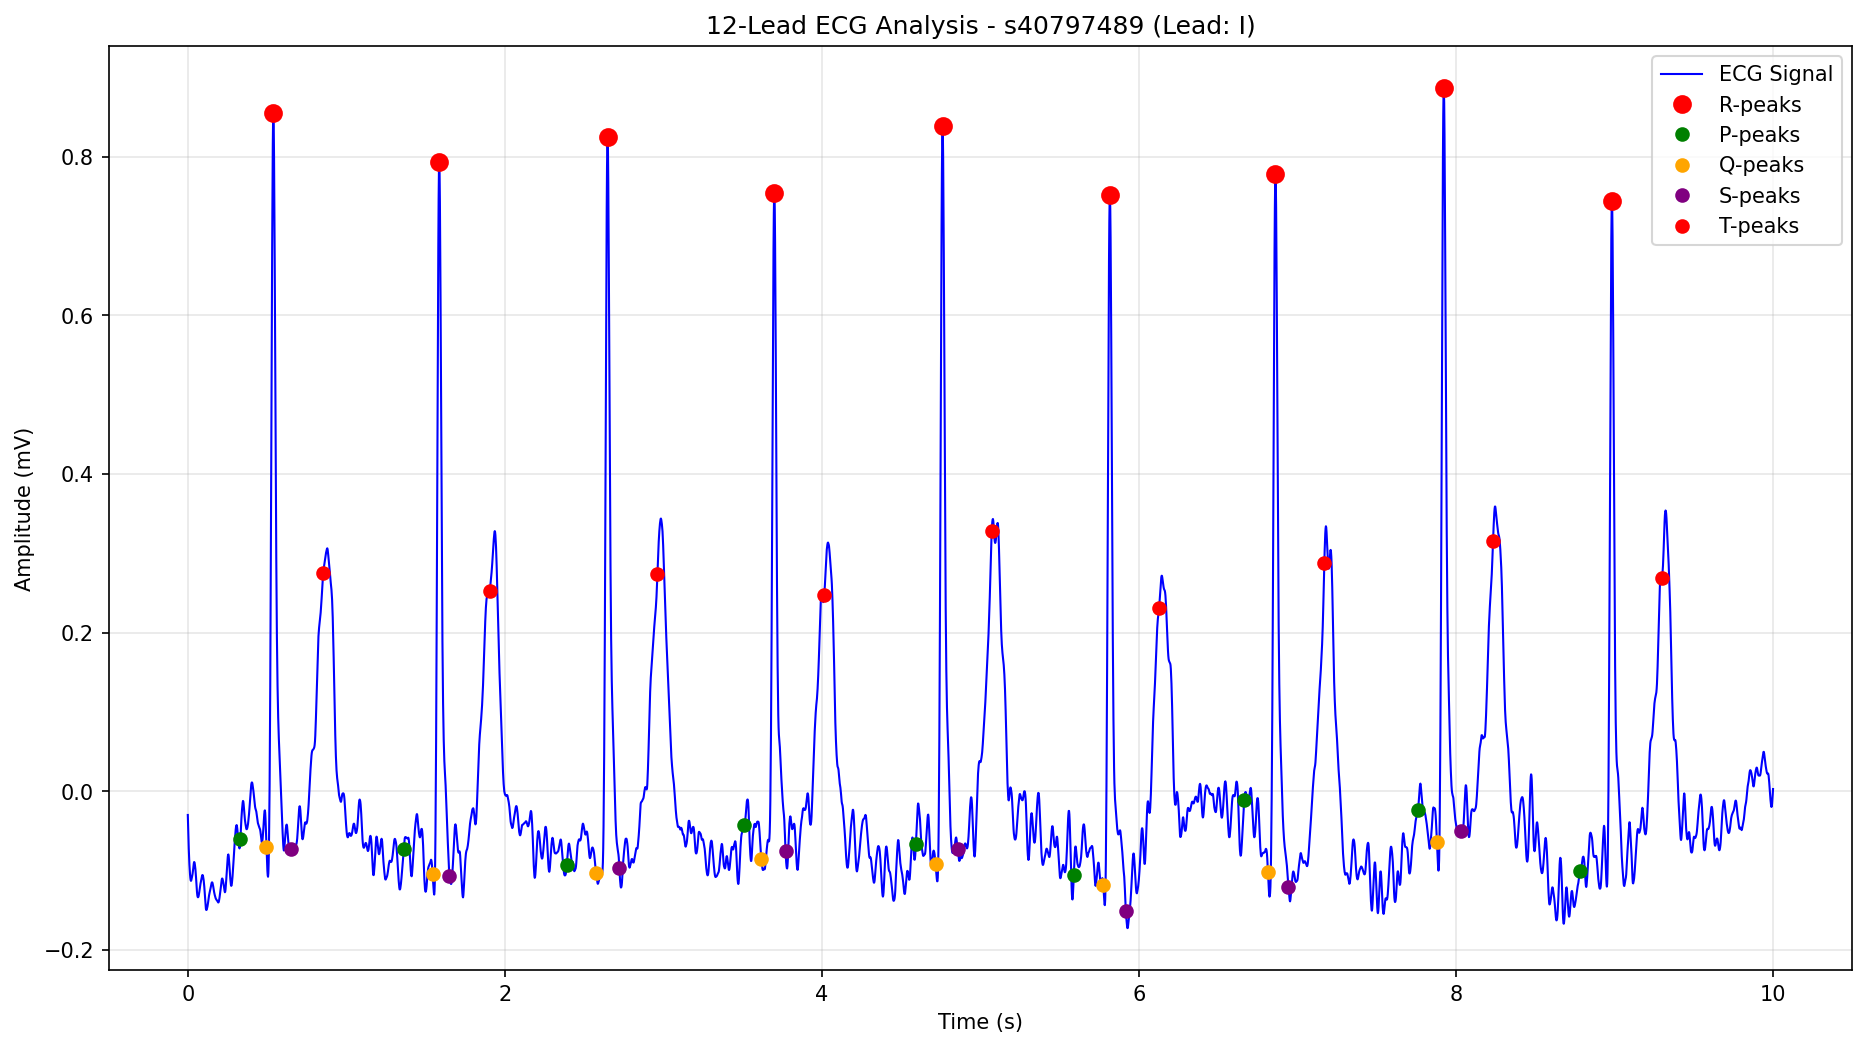 12-Lead ECG Analysis - s40797489 (Lead: I)
ECG Signal
R-peaks
P-peaks
Q-peaks
S-peaks
T-peaks
Amplitude (mV)
0.8
0.6
0.4
0.2
0.0
−0.2
0 2 4 6 8 10
Time (s)